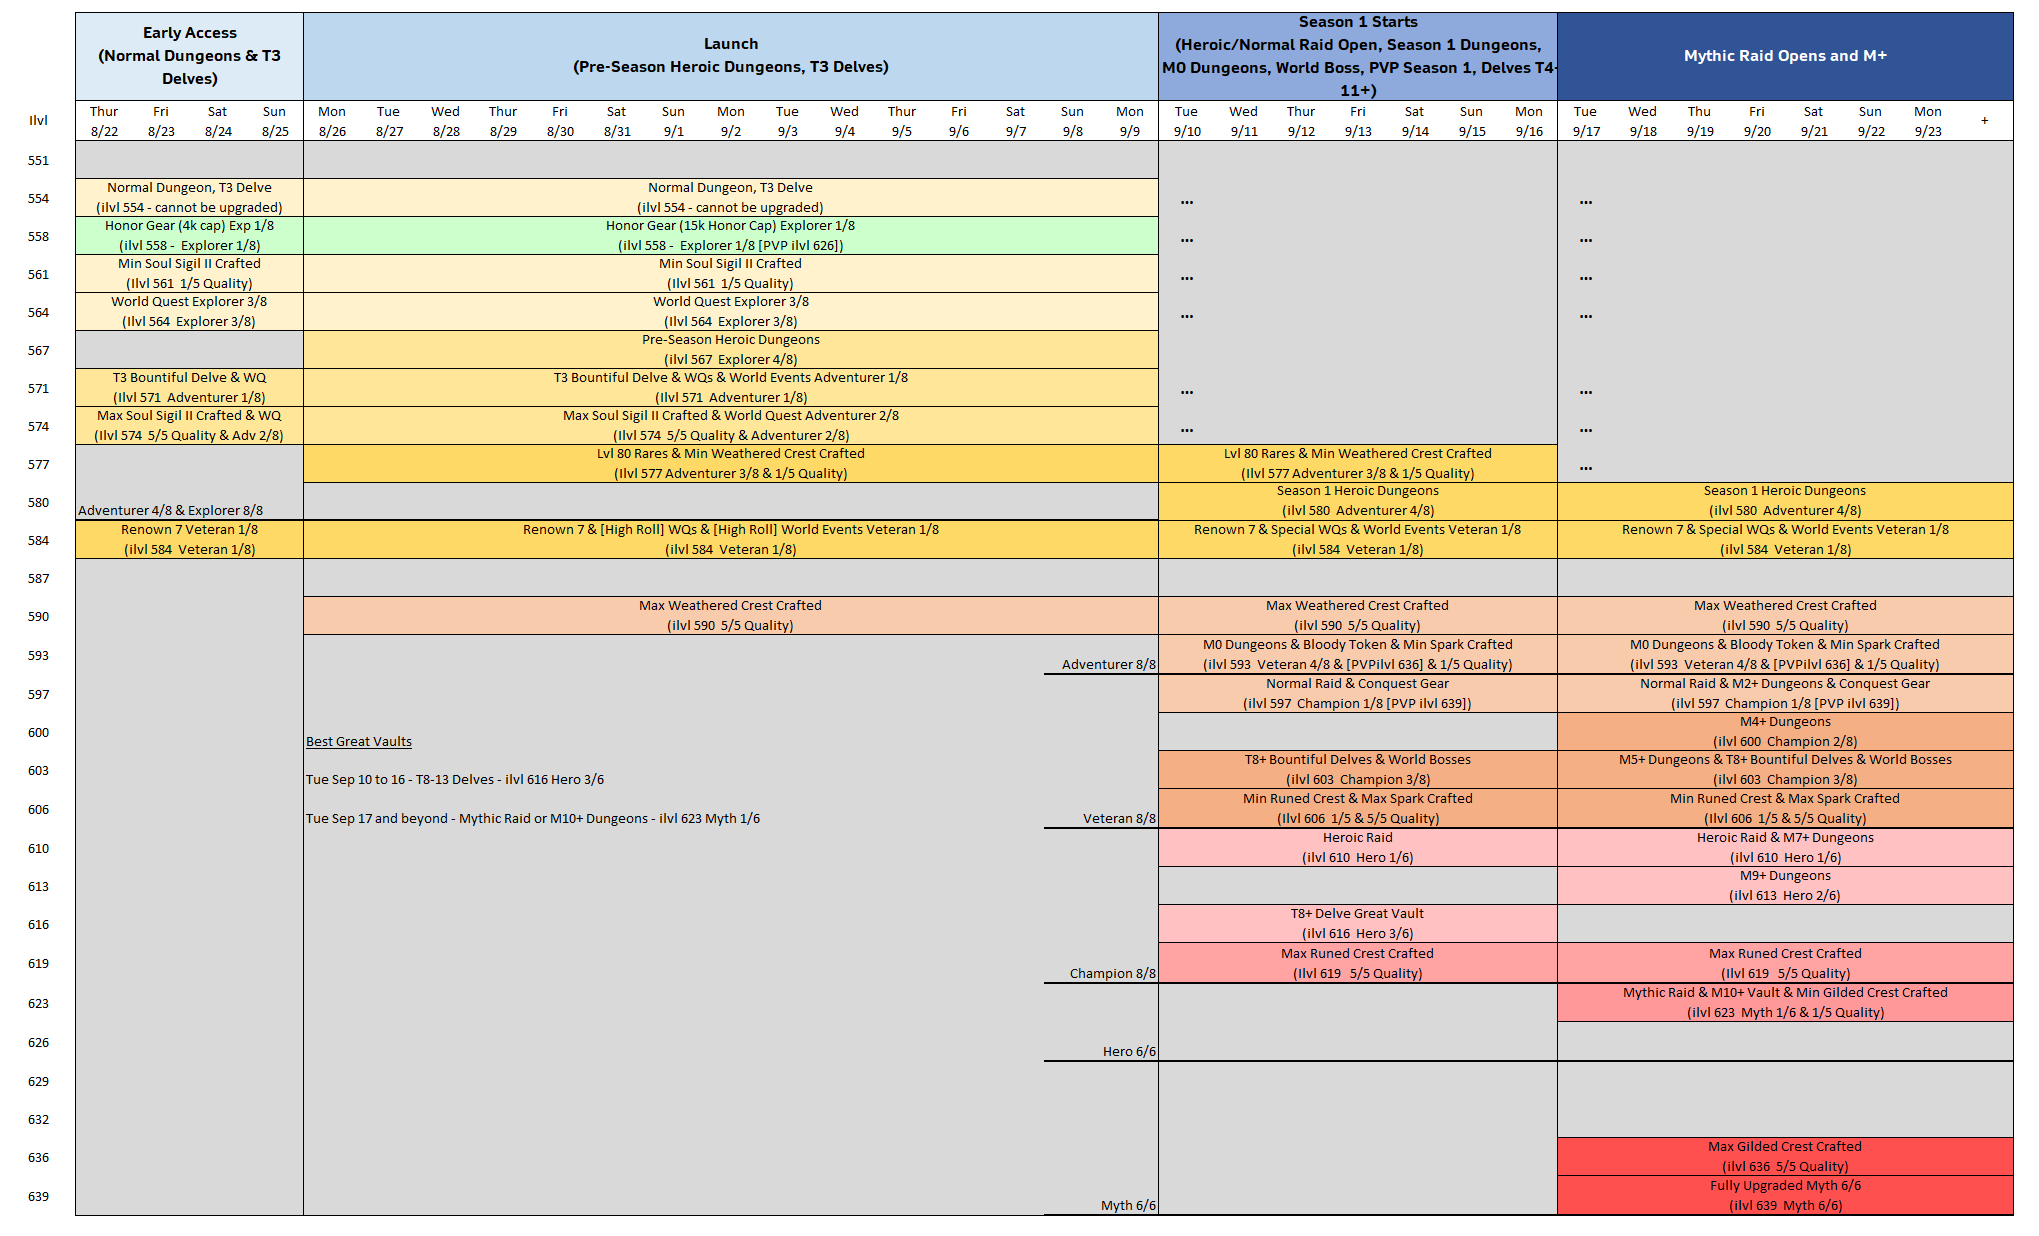 Early Access
(Normal Dungeons & T3
Delves)
Launch
(Pre-Season Heroic Dungeons, T3 Delves)
Season 1 Starts
(Heroic/Normal Raid Open, Season 1 Dungeons,
M0 Dungeons, World Boss, PVP Season 1, Delves T4-
11+)
Mythic Raid Opens and M+
Ilvl
Thur Fri Sat Sun Mon Tue Wed Thur Fri Sat Sun Mon Tue Wed Thur Fri Sat Sun Mon Tue Wed Thur Fri Sat Sun Mon Tue Wed Thu Fri Sat Sun Mon +
8/22 8/23 8/24 8/25 8/26 8/27 8/28 8/29 8/30 8/31 9/1 9/2 9/3 9/4 9/5 9/6 9/7 9/8 9/9 9/10 9/11 9/12 9/13 9/14 9/15 9/16 9/17 9/18 9/19 9/20 9/21 9/22 9/23
551
554
Normal Dungeon, T3 Delve
(ilvl 554 - cannot be upgraded)
Normal Dungeon, T3 Delve
(ilvl 554 - cannot be upgraded)
...
...
558
Honor Gear (4k cap) Exp 1/8
(ilvl 558 - Explorer 1/8)
Honor Gear (15k Honor Cap) Explorer 1/8
(ilvl 558 - Explorer 1/8 [PVP ilvl 626])
...
...
561
Min Soul Sigil II Crafted
(Ilvl 561 1/5 Quality)
Min Soul Sigil II Crafted
(Ilvl 561 1/5 Quality)
...
...
564
World Quest Explorer 3/8
(Ilvl 564 Explorer 3/8)
World Quest Explorer 3/8
(Ilvl 564 Explorer 3/8)
...
...
567
Pre-Season Heroic Dungeons
(ilvl 567 Explorer 4/8)
571
T3 Bountiful Delve & WQ
(Ilvl 571 Adventurer 1/8)
T3 Bountiful Delve & WQs & World Events Adventurer 1/8
(Ilvl 571 Adventurer 1/8)
...
...
574
Max Soul Sigil II Crafted & WQ
(Ilvl 574 5/5 Quality & Adv 2/8)
Max Soul Sigil II Crafted & World Quest Adventurer 2/8
(Ilvl 574 5/5 Quality & Adventurer 2/8)
...
...
577
Lvl 80 Rares & Min Weathered Crest Crafted
(Ilvl 577 Adventurer 3/8 & 1/5 Quality)
Lvl 80 Rares & Min Weathered Crest Crafted
(Ilvl 577 Adventurer 3/8 & 1/5 Quality)
...
580
Adventurer 4/8 & Explorer 8/8
Season 1 Heroic Dungeons
(ilvl 580 Adventurer 4/8)
Season 1 Heroic Dungeons
(ilvl 580 Adventurer 4/8)
584
Renown 7 Veteran 1/8
(ilvl 584 Veteran 1/8)
Renown 7 & [High Roll] WQs & [High Roll] World Events Veteran 1/8
(ilvl 584 Veteran 1/8)
Renown 7 & Special WQs & World Events Veteran 1/8
(ilvl 584 Veteran 1/8)
Renown 7 & Special WQs & World Events Veteran 1/8
(ilvl 584 Veteran 1/8)
587
590
Max Weathered Crest Crafted
(ilvl 590 5/5 Quality)
Max Weathered Crest Crafted
(ilvl 590 5/5 Quality)
Max Weathered Crest Crafted
(ilvl 590 5/5 Quality)
593
Adventurer 8/8
M0 Dungeons & Bloody Token & Min Spark Crafted
(ilvl 593 Veteran 4/8 & [PVPilvl 636] & 1/5 Quality)
M0 Dungeons & Bloody Token & Min Spark Crafted
(ilvl 593 Veteran 4/8 & [PVPilvl 636] & 1/5 Quality)
597
Normal Raid & Conquest Gear
(ilvl 597 Champion 1/8 [PVP ilvl 639])
Normal Raid & M2+ Dungeons & Conquest Gear
(ilvl 597 Champion 1/8 [PVP ilvl 639])
600
Best Great Vaults
M4+ Dungeons
(ilvl 600 Champion 2/8)
603
Tue Sep 10 to 16 - T8-13 Delves - ilvl 616 Hero 3/6
T8+ Bountiful Delves & World Bosses
(ilvl 603 Champion 3/8)
M5+ Dungeons & T8+ Bountiful Delves & World Bosses
(ilvl 603 Champion 3/8)
606
Tue Sep 17 and beyond - Mythic Raid or M10+ Dungeons - ilvl 623 Myth 1/6
Veteran 8/8
Min Runed Crest & Max Spark Crafted
(Ilvl 606 1/5 & 5/5 Quality)
Min Runed Crest & Max Spark Crafted
(Ilvl 606 1/5 & 5/5 Quality)
610
Heroic Raid
(ilvl 610 Hero 1/6)
Heroic Raid & M7+ Dungeons
(ilvl 610 Hero 1/6)
613
M9+ Dungeons
(ilvl 613 Hero 2/6)
616
T8+ Delve Great Vault
(ilvl 616 Hero 3/6)
619
Champion 8/8
Max Runed Crest Crafted
(Ilvl 619 5/5 Quality)
Max Runed Crest Crafted
(Ilvl 619 5/5 Quality)
623
Mythic Raid & M10+ Vault & Min Gilded Crest Crafted
(ilvl 623 Myth 1/6 & 1/5 Quality)
626
Hero 6/6
629
632
636
Max Gilded Crest Crafted
(ilvl 636 5/5 Quality)
639
Myth 6/6
Fully Upgraded Myth 6/6
(ilvl 639 Myth 6/6)